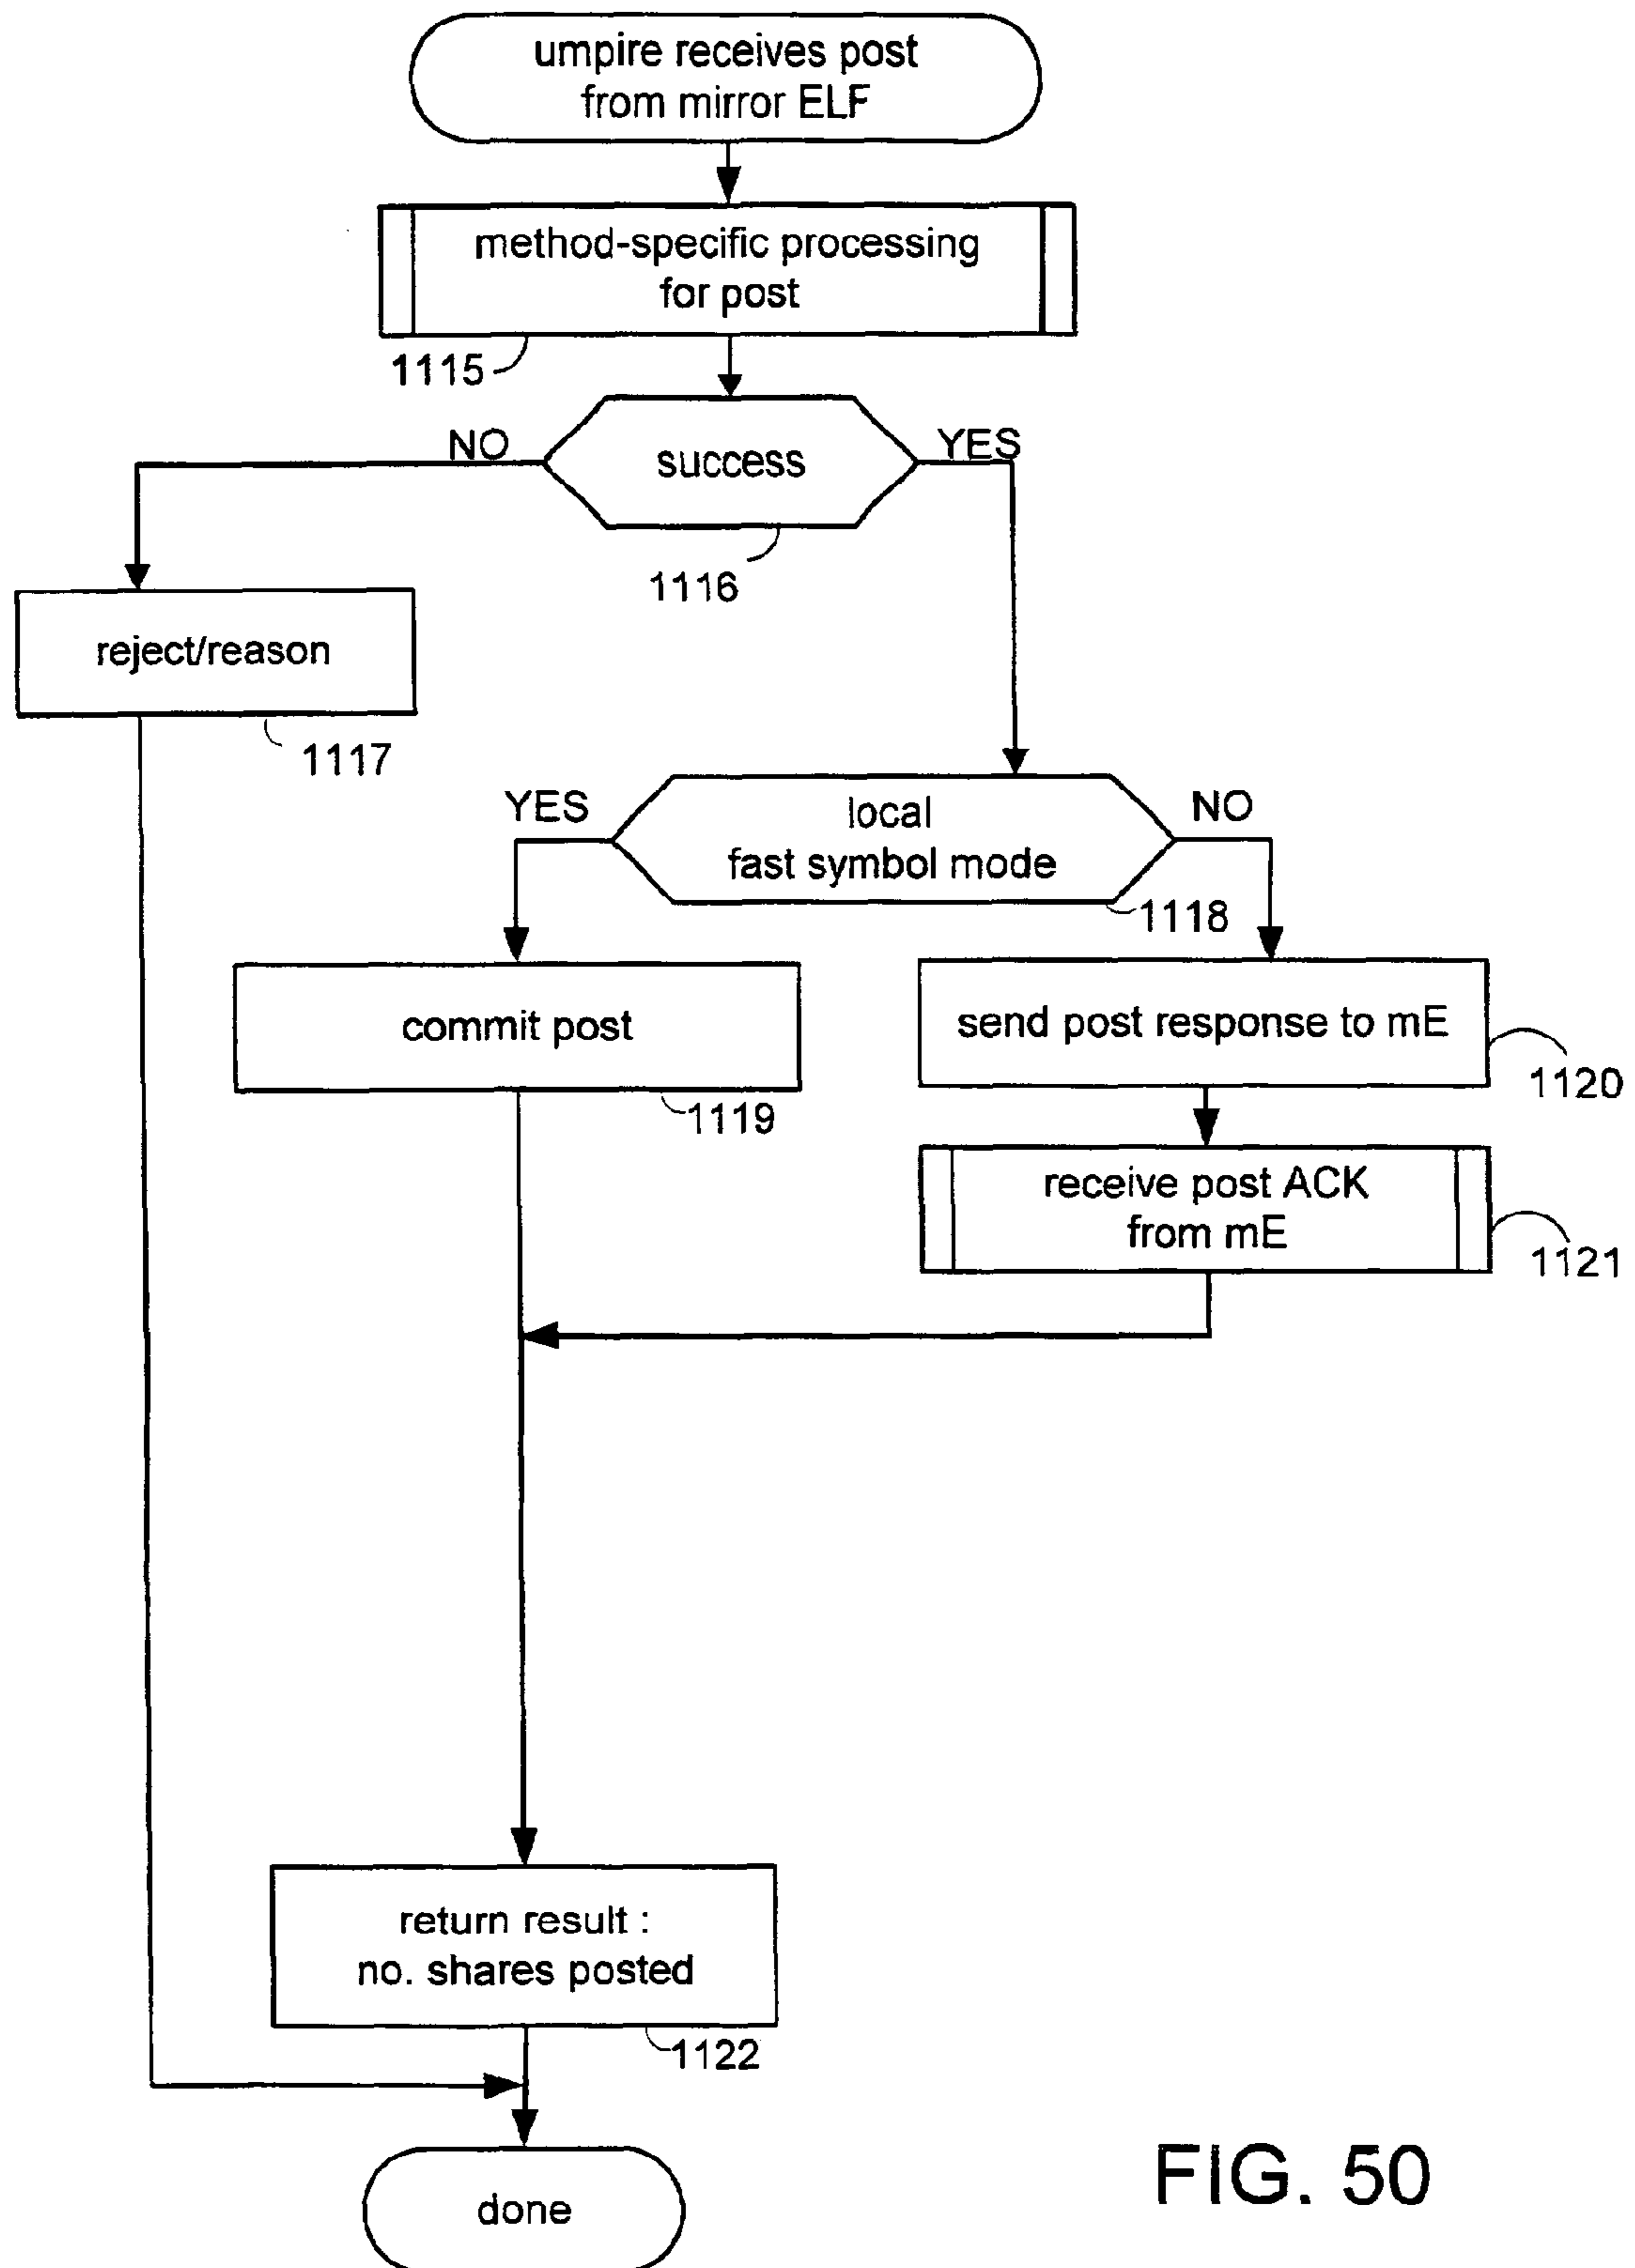 umpire receives post
from mirror ELF
method-specific processing
for post
1115
NO
YES
success
1116
reject/reason
1117
YES
local
fast symbol mode
NO
1118
commit post
1119
send post response to mE
1120
receive post ACK
from mE
1121
return result :
no. shares posted
1122
done
FIG. 50